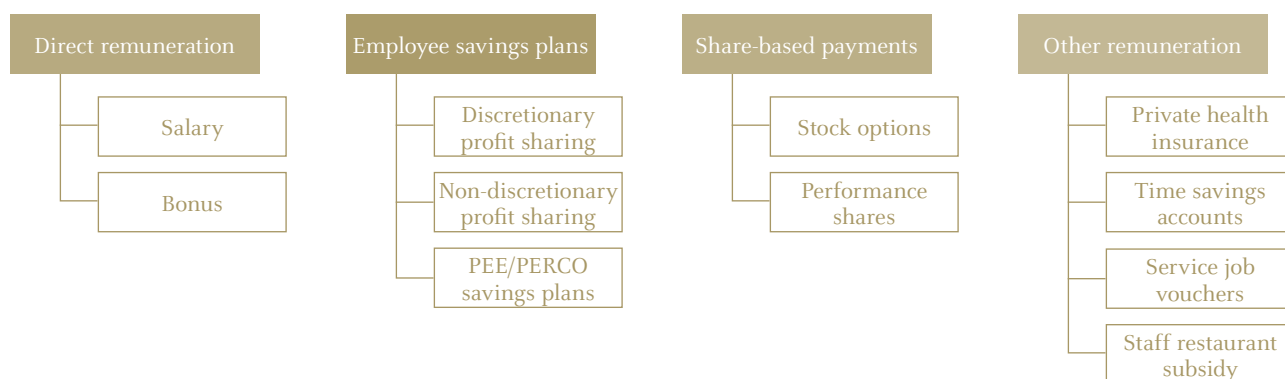 Direct remuneration
Salary
Bonus
Employee savings plans
Discretionary
profit sharing
Non-discretionary
profit sharing
PEE/PERCO
savings plans
Share-based payments
Stock options
Performance
shares
Other remuneration
Private health
insurance
Time savings
accounts
Service job
vouchers
Staff restaurant
subsidy